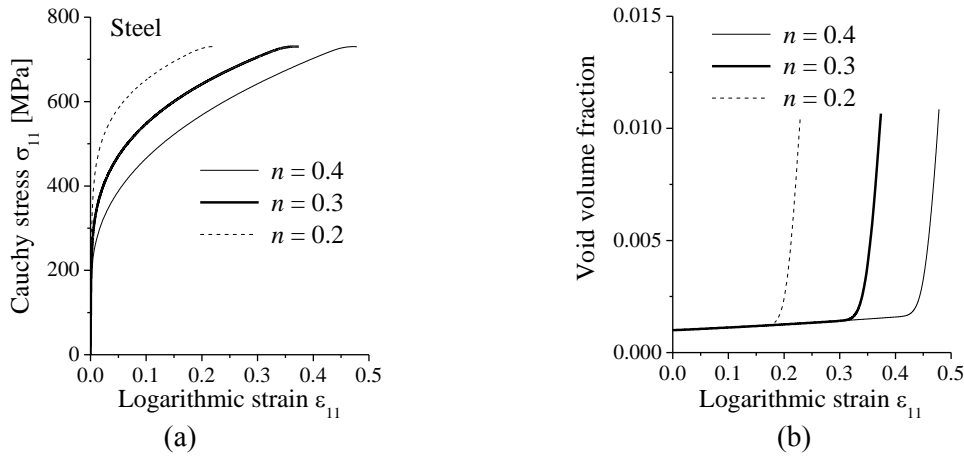 800
600
400
200
0
Cauchy stress σ₁₁ [MPa]
Steel
n = 0.4
n = 0.3
n = 0.2
0.0 0.1 0.2 0.3 0.4 0.5
Logarithmic strain ε₁₁
(a)
0.015
0.010
0.005
0.000
Void volume fraction
n = 0.4
n = 0.3
n = 0.2
0.0 0.1 0.2 0.3 0.4 0.5
Logarithmic strain ε₁₁
(b)